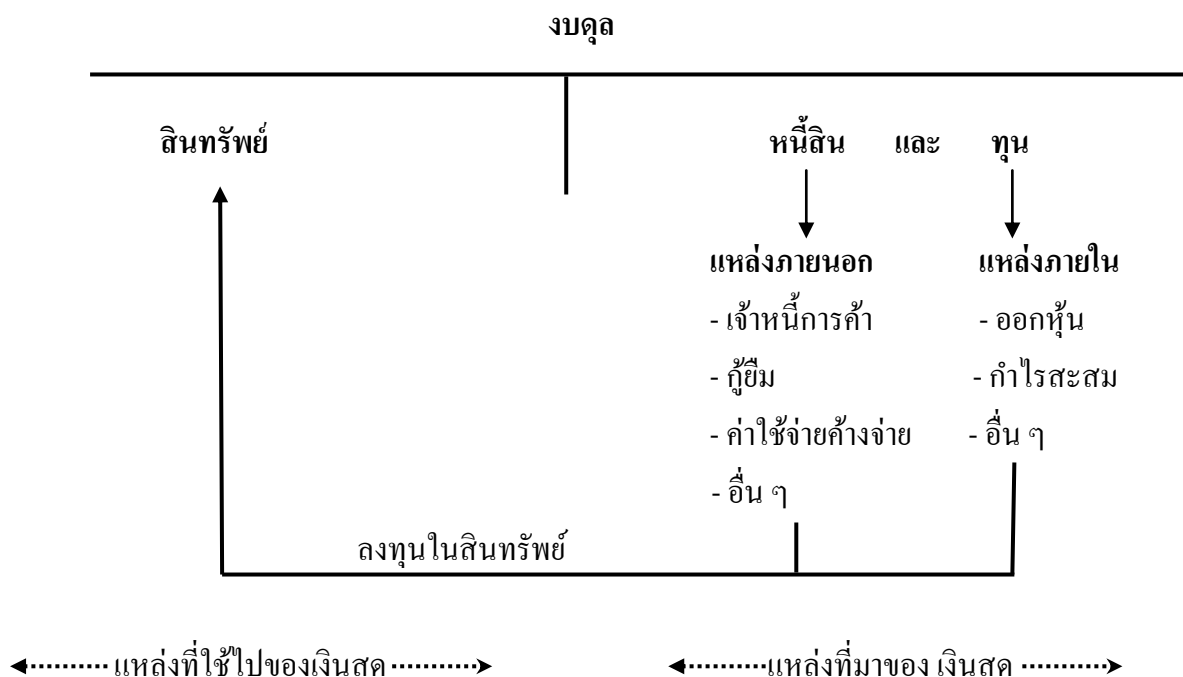 งบดุล
สินทรัพย์ หนี้สิน และ ทุน
แหล่งภายนอก แหล่งภายใน
- เจ้าหนี้การค้า - ออกหุ้น
- กู้ยืม - กำไรสะสม
- ค่าใช้จ่ายค้างจ่าย - อื่น ๆ
- อื่น ๆ
ลงทุนในสินทรัพย์
แหล่งที่ใช้ไปของเงินสด แหล่งที่มาของ เงินสด